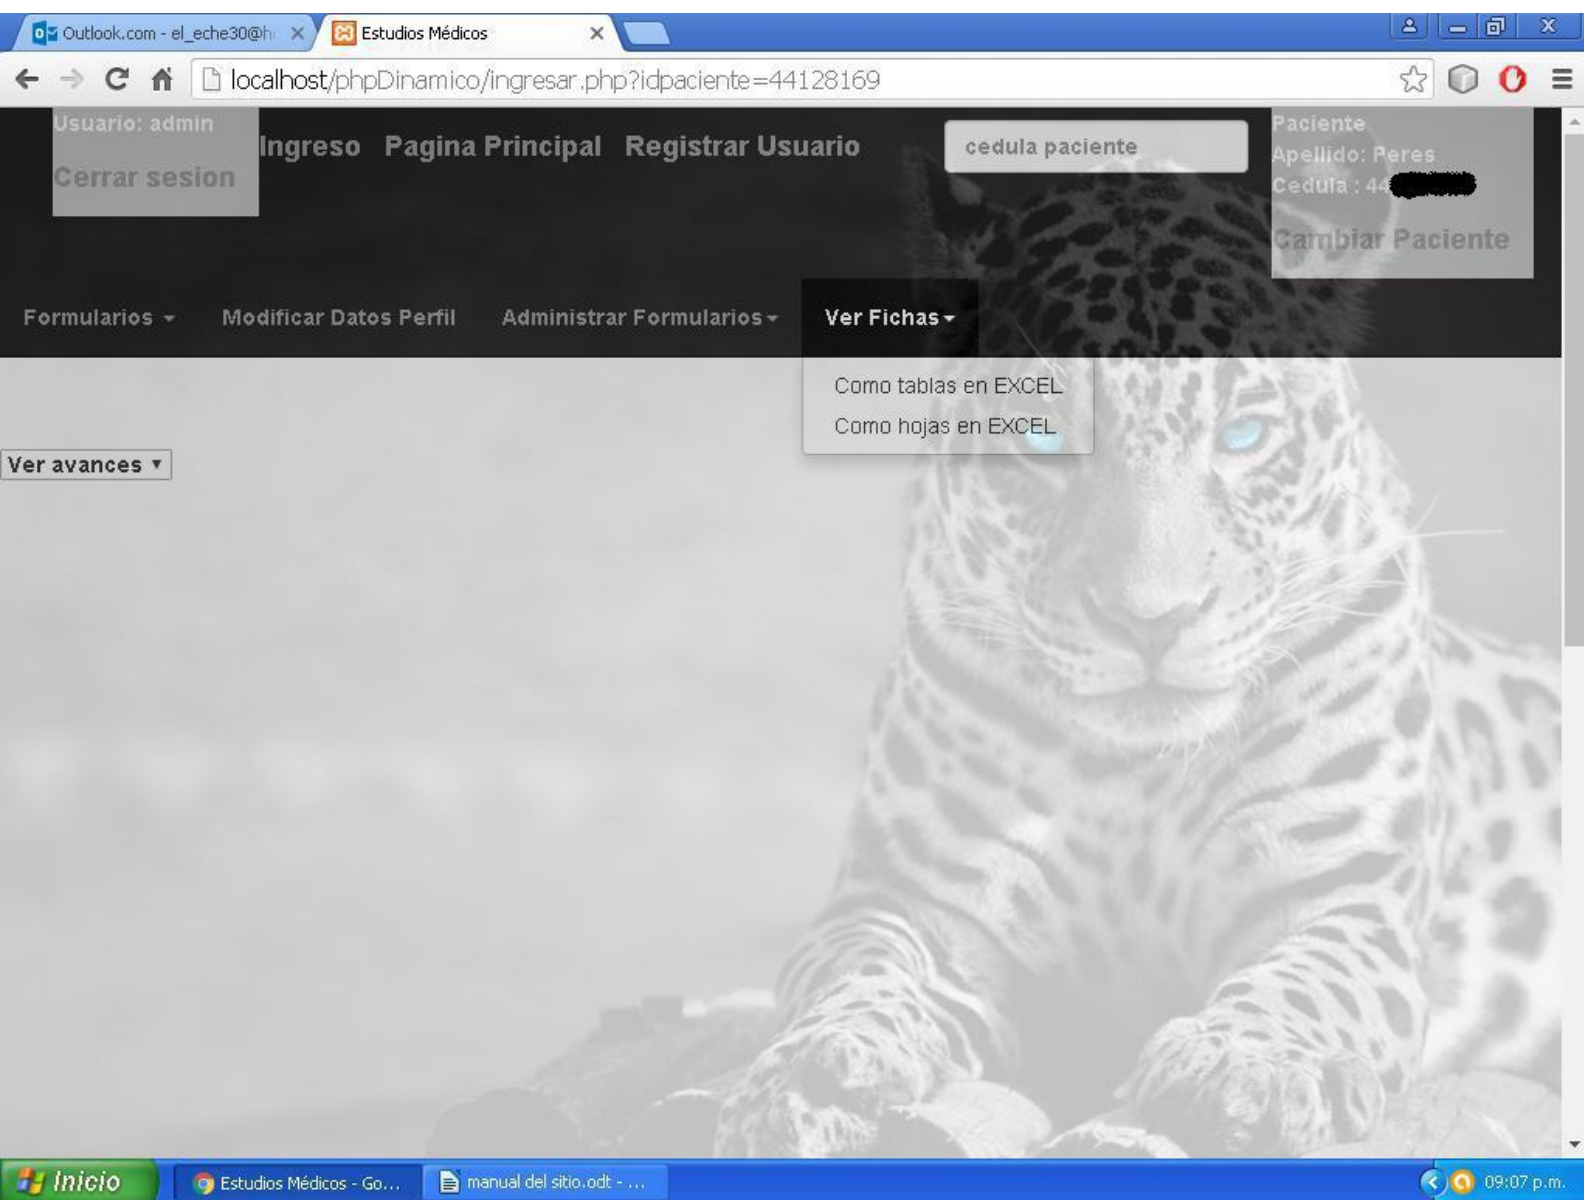 Outlook.com - el_eche30@h
Estudios Médicos
localhost/phpDinamico/ingresar.php?idpaciente=44128169
Usuario: admin
Cerrar sesion
Ingreso Pagina Principal Registrar Usuario
cedula paciente
Paciente
Apellido: Peres
Cedula : 44
Cambiar Paciente
Formularios Modificar Datos Perfil Administrar Formularios Ver Fichas
Como tablas en EXCEL
Como hojas en EXCEL
Ver avances
Inicio
Estudios Médicos - Go...
manual del sitio.odt - ...
09:07 p.m.